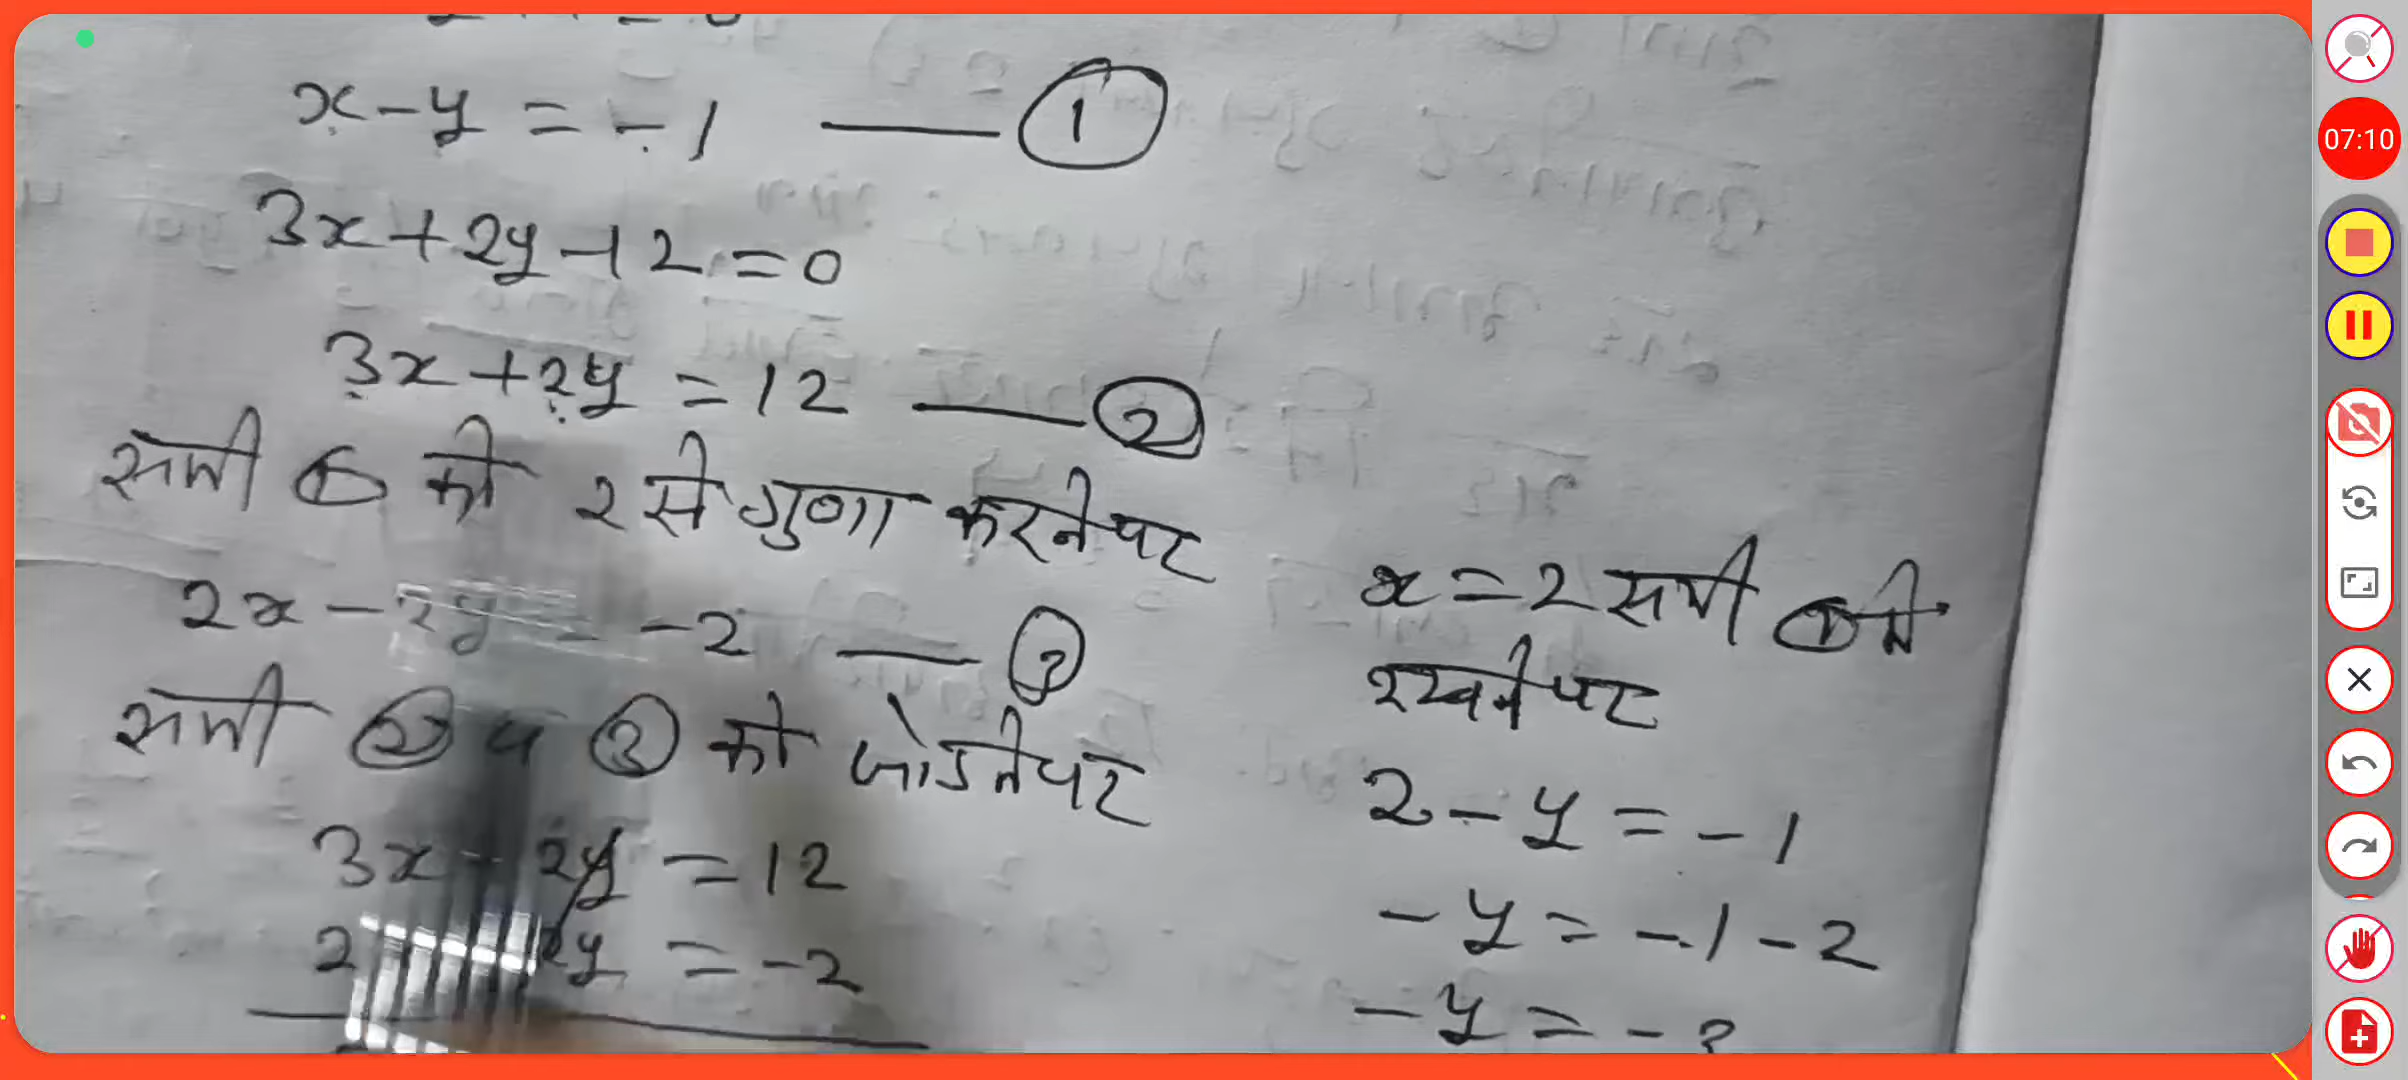 x - y = -1 —— ①
3x + 2y - 12 = 0
3x + 2y = 12 —— ②
समी ① को 2 से गुणा करने पर
2x - 2y = -2 —— ③
समी ② व ③ को जोडने पर
3x + 2y = 12
2 2y = -2
x = 2 समी ① मे
रखने पर
2 - y = -1
-y = -1 - 2
-y = -3
07:10